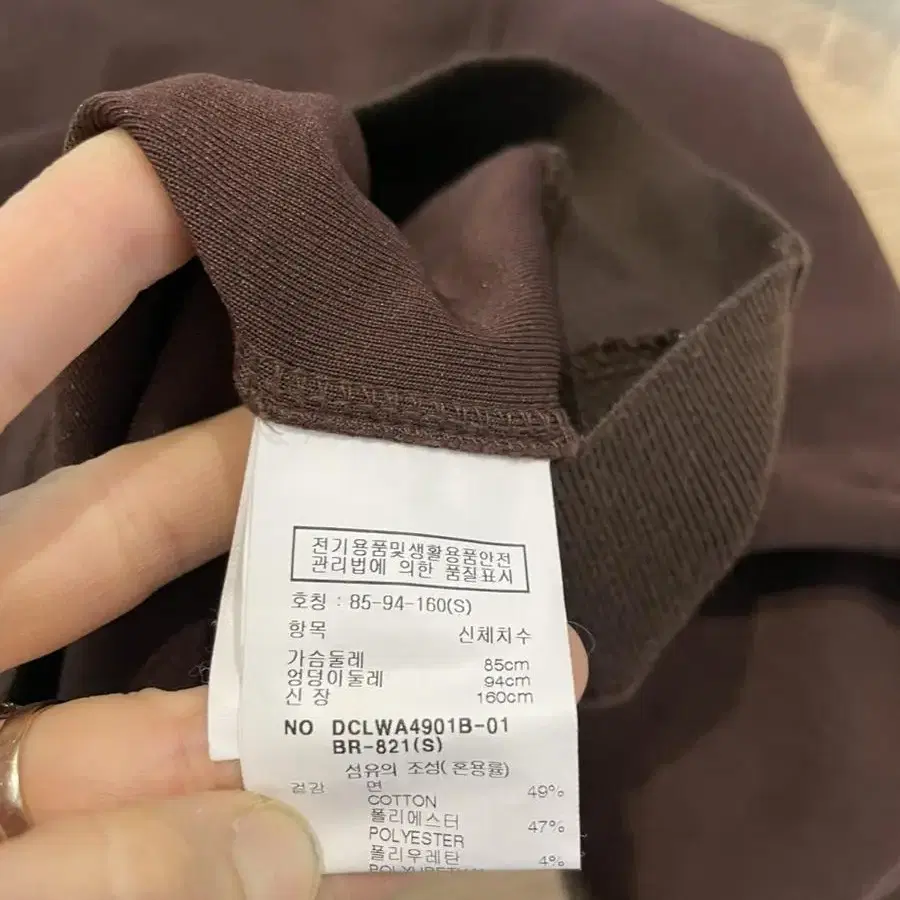 전기용품및생활용품안전
관리법에 의한 품질표시
호칭 : 85-94-160(S)
항목 신체치수
가슴둘레 85cm
엉덩이둘레 94cm
신 장 160cm
NO DCLWA4901B-01
BR-821(S)
섬유의 조성(혼용률)
겉감 면 49%
COTTON
폴리에스터 47%
POLYESTER
폴리우레탄 4%
POLYURETHAN